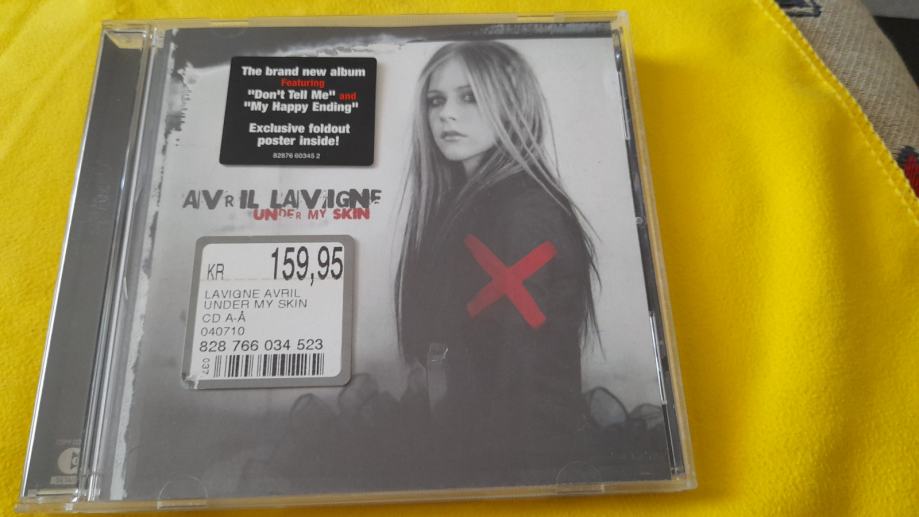 The brand new album
Featuring
"Don't Tell Me" and
"My Happy Ending"
Exclusive foldout
poster inside!
82876 60345 2
AVRIL LAVIGNE
UNDER MY SKIN
KR 159,95
LAVIGNE AVRIL
UNDER MY SKIN
CD A-Å
040710
828 766 034 523
037